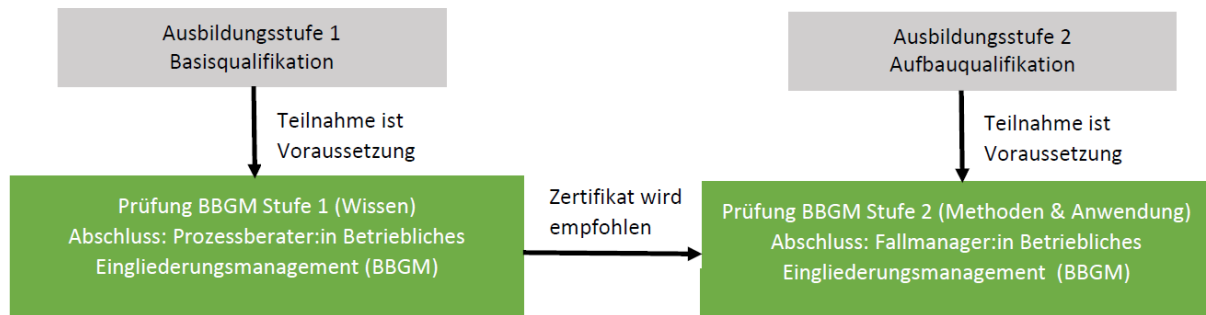 Ausbildungsstufe 1
Basisqualifikation
Ausbildungsstufe 2
Aufbauqualifikation
Teilnahme ist
Voraussetzung
Teilnahme ist
Voraussetzung
Prüfung BBGM Stufe 1 (Wissen)
Abschluss: Prozessberater:in Betriebliches
Eingliederungsmanagement (BBGM)
Zertifikat wird
empfohlen
Prüfung BBGM Stufe 2 (Methoden & Anwendung)
Abschluss: Fallmanager:in Betriebliches
Eingliederungsmanagement (BBGM)